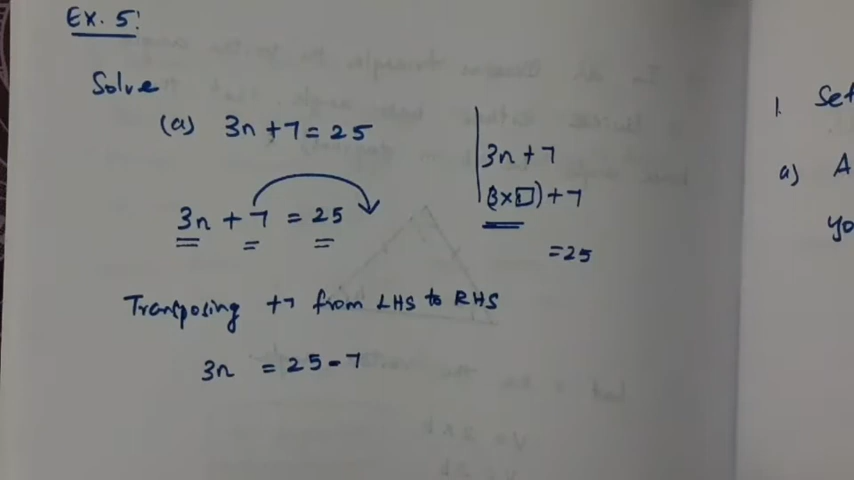 Ex. 5:
Solve
(a) 3n + 7 = 25
3n + 7 = 25
Transposing +7 from LHS to RHS
3n = 25 - 7
3n + 7
(3×□) + 7
= 25
1. Set
a) A
yo